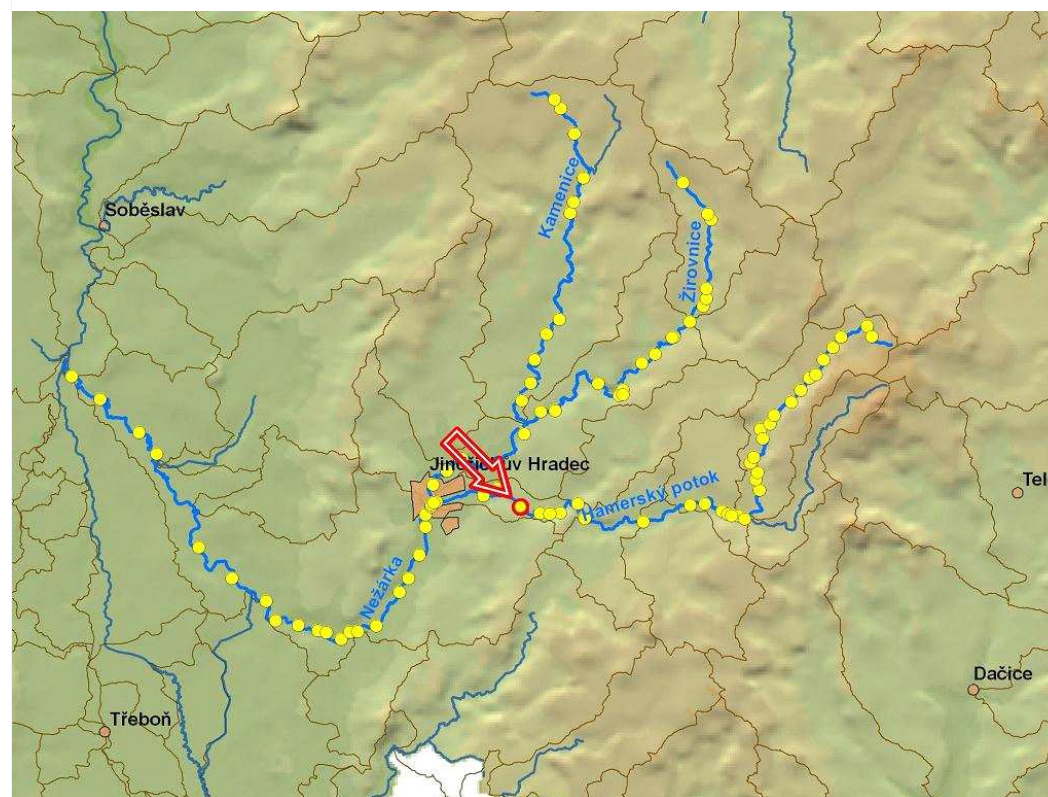 Kamenice
Soběslav
Žirovnice
Hradec
Hamerský potok
Tel
Nežárka
Dačice
Třeboň